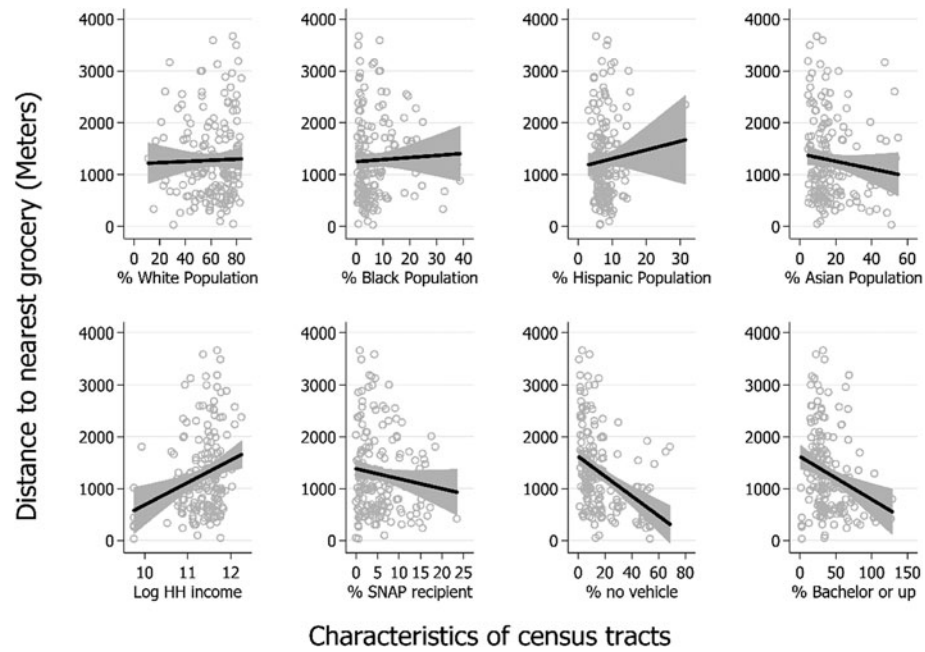 Distance to nearest grocery (Meters)
4000
3000
2000
1000
0
0 20 40 60 80
% White Population
4000
3000
2000
1000
0
0 10 20 30 40
% Black Population
4000
3000
2000
1000
0
0 10 20 30
% Hispanic Population
4000
3000
2000
1000
0
0 20 40 60
% Asian Population
4000
3000
2000
1000
0
10 11 12
Log HH income
4000
3000
2000
1000
0
0 5 10 15 20 25
% SNAP recipient
4000
3000
2000
1000
0
0 20 40 60 80
% no vehicle
4000
3000
2000
1000
0
0 50 100 150
% Bachelor or up
Characteristics of census tracts